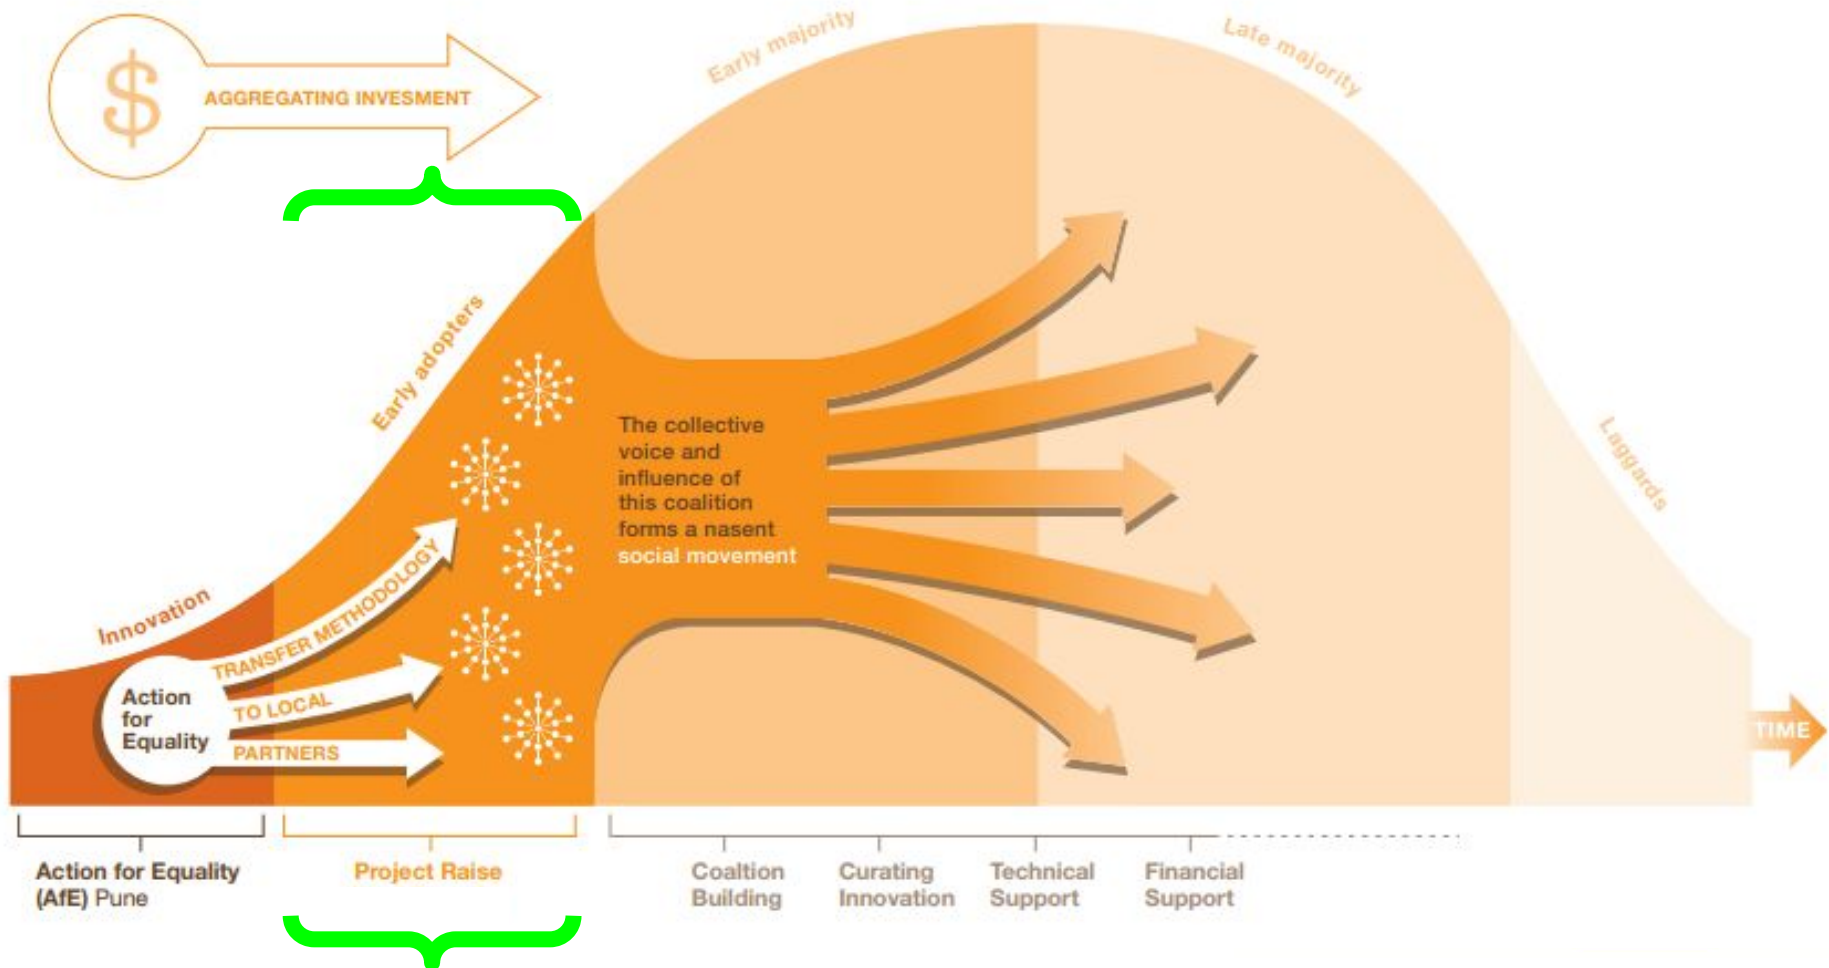 $
AGGREGATING INVESMENT
Early majority
Late majority
Early adopters
Laggards
Innovation
The collective
voice and
influence of
this coalition
forms a nasent
social movement
TRANSFER METHODOLOGY
TO LOCAL
PARTNERS
Action
for
Equality
TIME
Action for Equality
(AfE) Pune
Project Raise
Coaltion
Building
Curating
Innovation
Technical
Support
Financial
Support